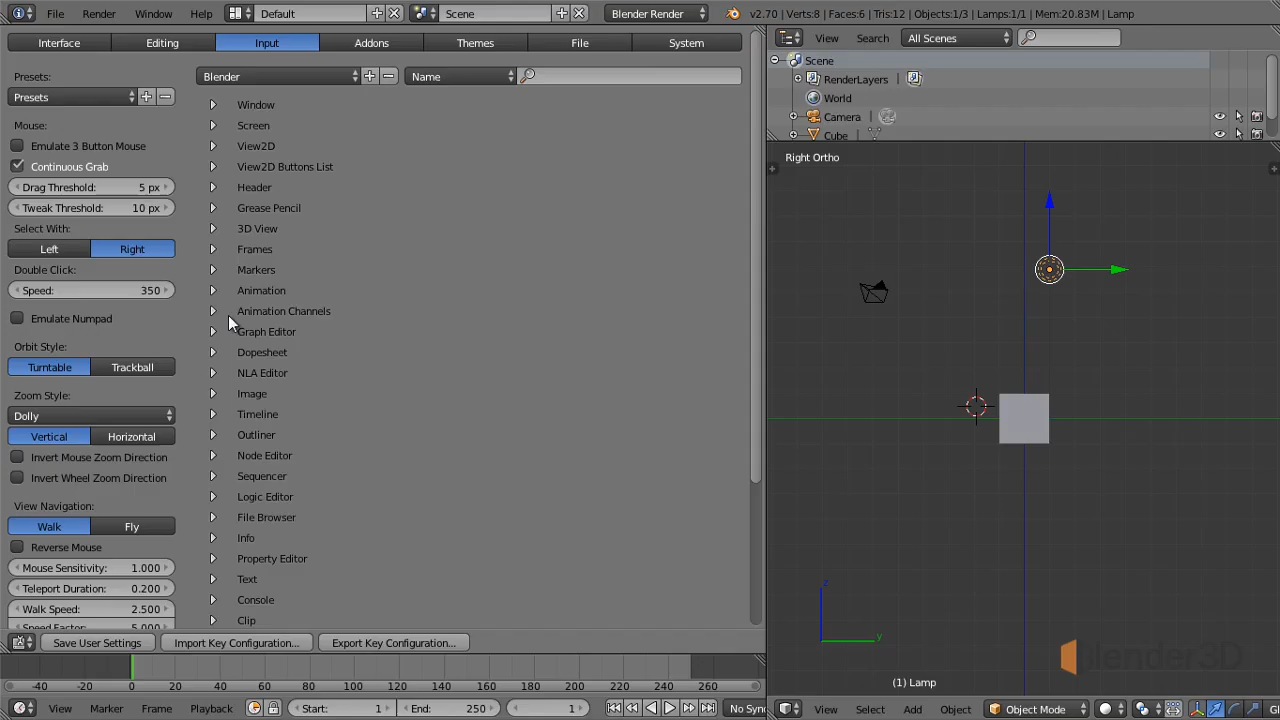 File Render Window Help Default Scene Blender Render v2.70 | Verts:8 | Faces:6 | Tris:12 | Objects:1/3 | Lamps:1/1 | Mem:20.83M | Lamp
Interface Editing Input Addons Themes File System
View Search All Scenes
Scene
RenderLayers
World
Camera
Cube
Presets:
Presets
Mouse:
Emulate 3 Button Mouse
Continuous Grab
Drag Threshold: 5 px
Tweak Threshold: 10 px
Select With:
Left Right
Double Click:
Speed: 350
Emulate Numpad
Orbit Style:
Turntable Trackball
Zoom Style:
Dolly
Vertical Horizontal
Invert Mouse Zoom Direction
Invert Wheel Zoom Direction
View Navigation:
Walk Fly
Reverse Mouse
Mouse Sensitivity: 1.000
Teleport Duration: 0.200
Walk Speed: 2.500
Speed Factor: 5.000
Blender Name
Window
Screen
View2D
View2D Buttons List
Header
Grease Pencil
3D View
Frames
Markers
Animation
Animation Channels
Graph Editor
Dopesheet
NLA Editor
Image
Timeline
Outliner
Node Editor
Sequencer
Logic Editor
File Browser
Info
Property Editor
Text
Console
Clip
Save User Settings Import Key Configuration... Export Key Configuration...
-40 -20 0 20 40 60 80 100 120 140 160 180 200 220 240 260
View Marker Frame Playback Start: 1 End: 250 1 No Sync
Right Ortho
z
y
blender3D
(1) Lamp
View Select Add Object Object Mode Gl